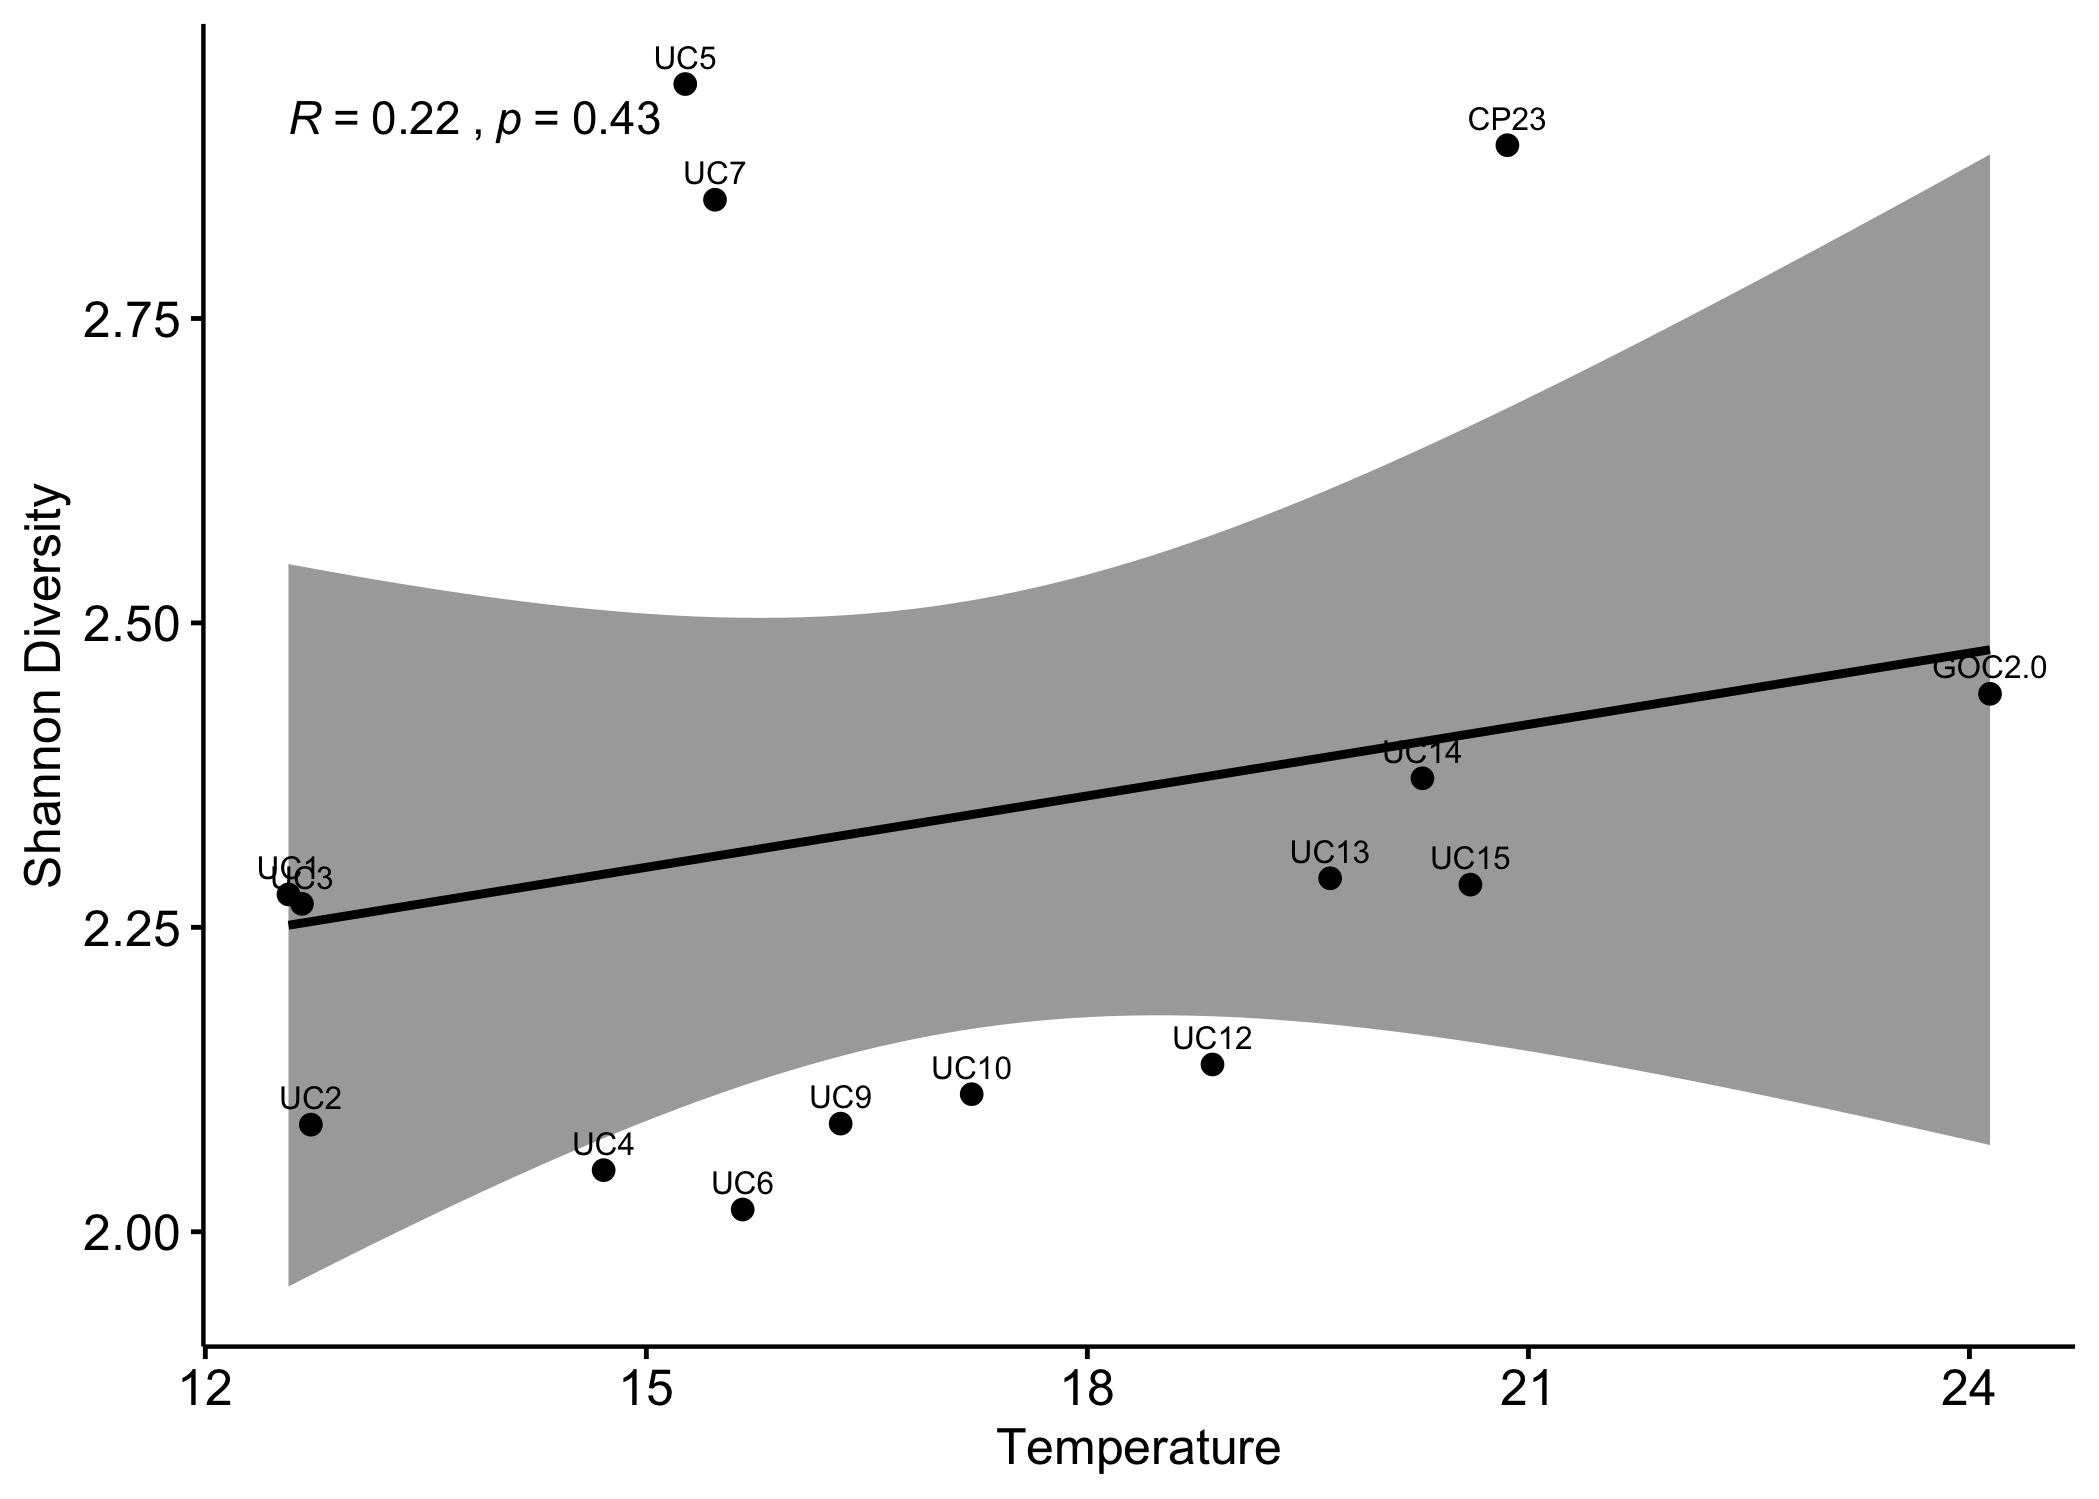 UC5
R = 0.22 , p = 0.43
CP23
UC7
2.75
2.50
Shannon Diversity
GOC2.0
UC14
UC13
UC15
UC1
UC3
2.25
UC12
UC10
UC9
UC2
UC4
UC6
2.00
12 15 18 21 24
Temperature